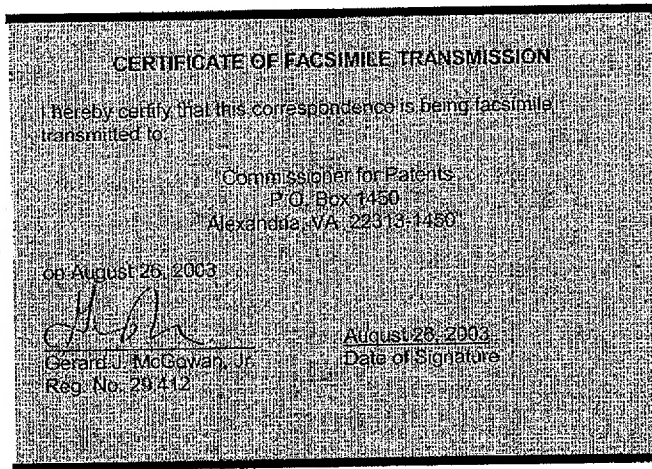 CERTIFICATE OF FACSIMILE TRANSMISSION
I hereby certify that this correspondence is being facsimile
transmitted to:
"Commissioner for Patents
P.O. Box 1450
Alexandria, VA 22313-1450"
on August 26, 2003
Gerard J. McGowan, Jr.
Reg. No. 29,412
August 26, 2003
Date of Signature